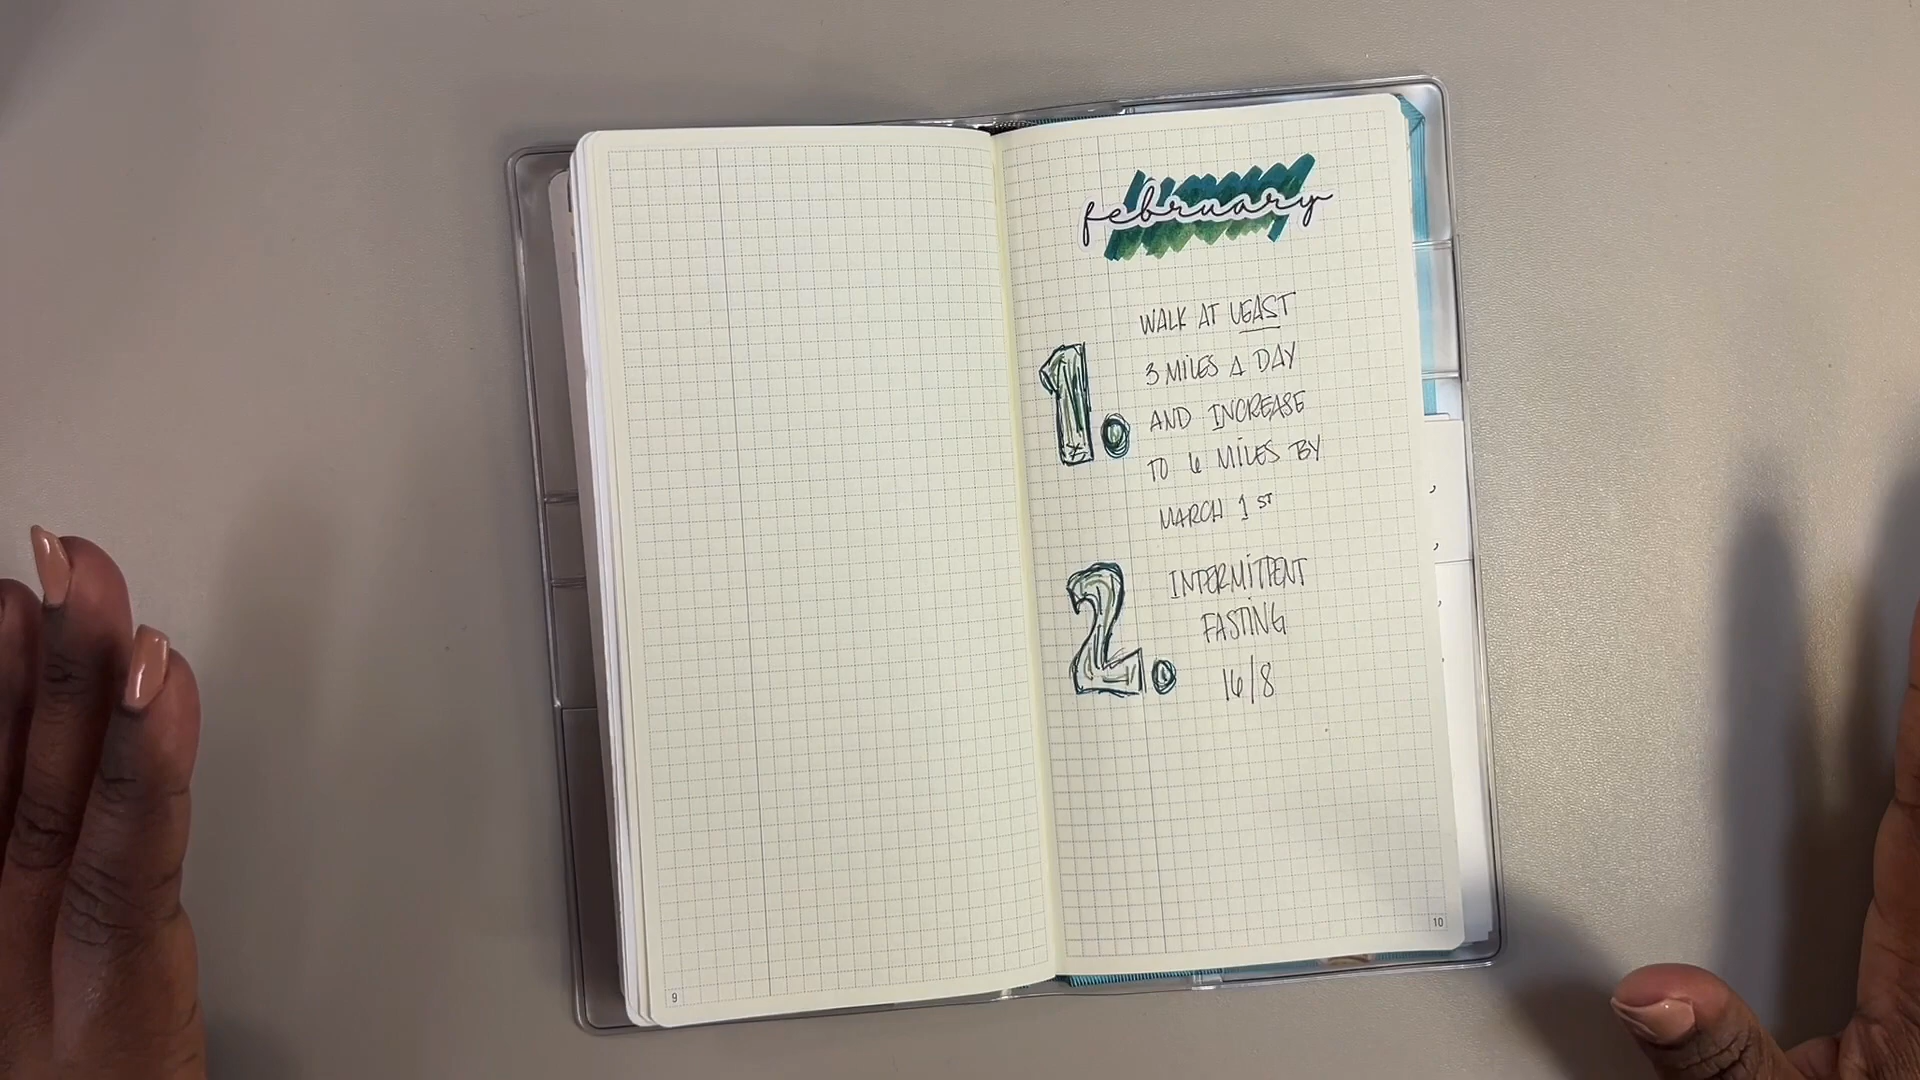 february
WALK AT LEAST
3 MILES A DAY
AND INCREASE
TO 6 MILES BY
MARCH 1ST
1.
INTERMITTENT
FASTING
16/8
2.
9
10